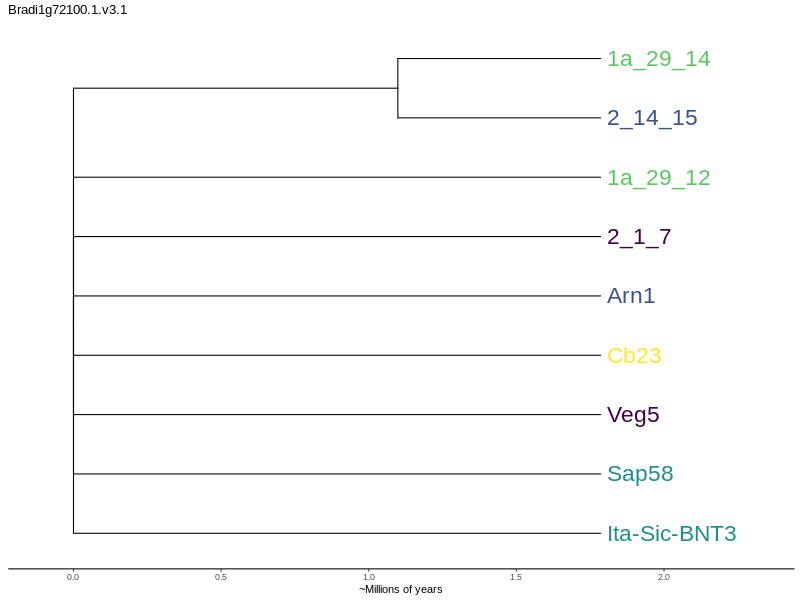 Bradi1g72100.1.v3.1
1a_29_14
2_14_15
1a_29_12
2_1_7
Arn1
Cb23
Veg5
Sap58
Ita-Sic-BNT3
0.0 0.5 1.0 1.5 2.0
~Millions of years